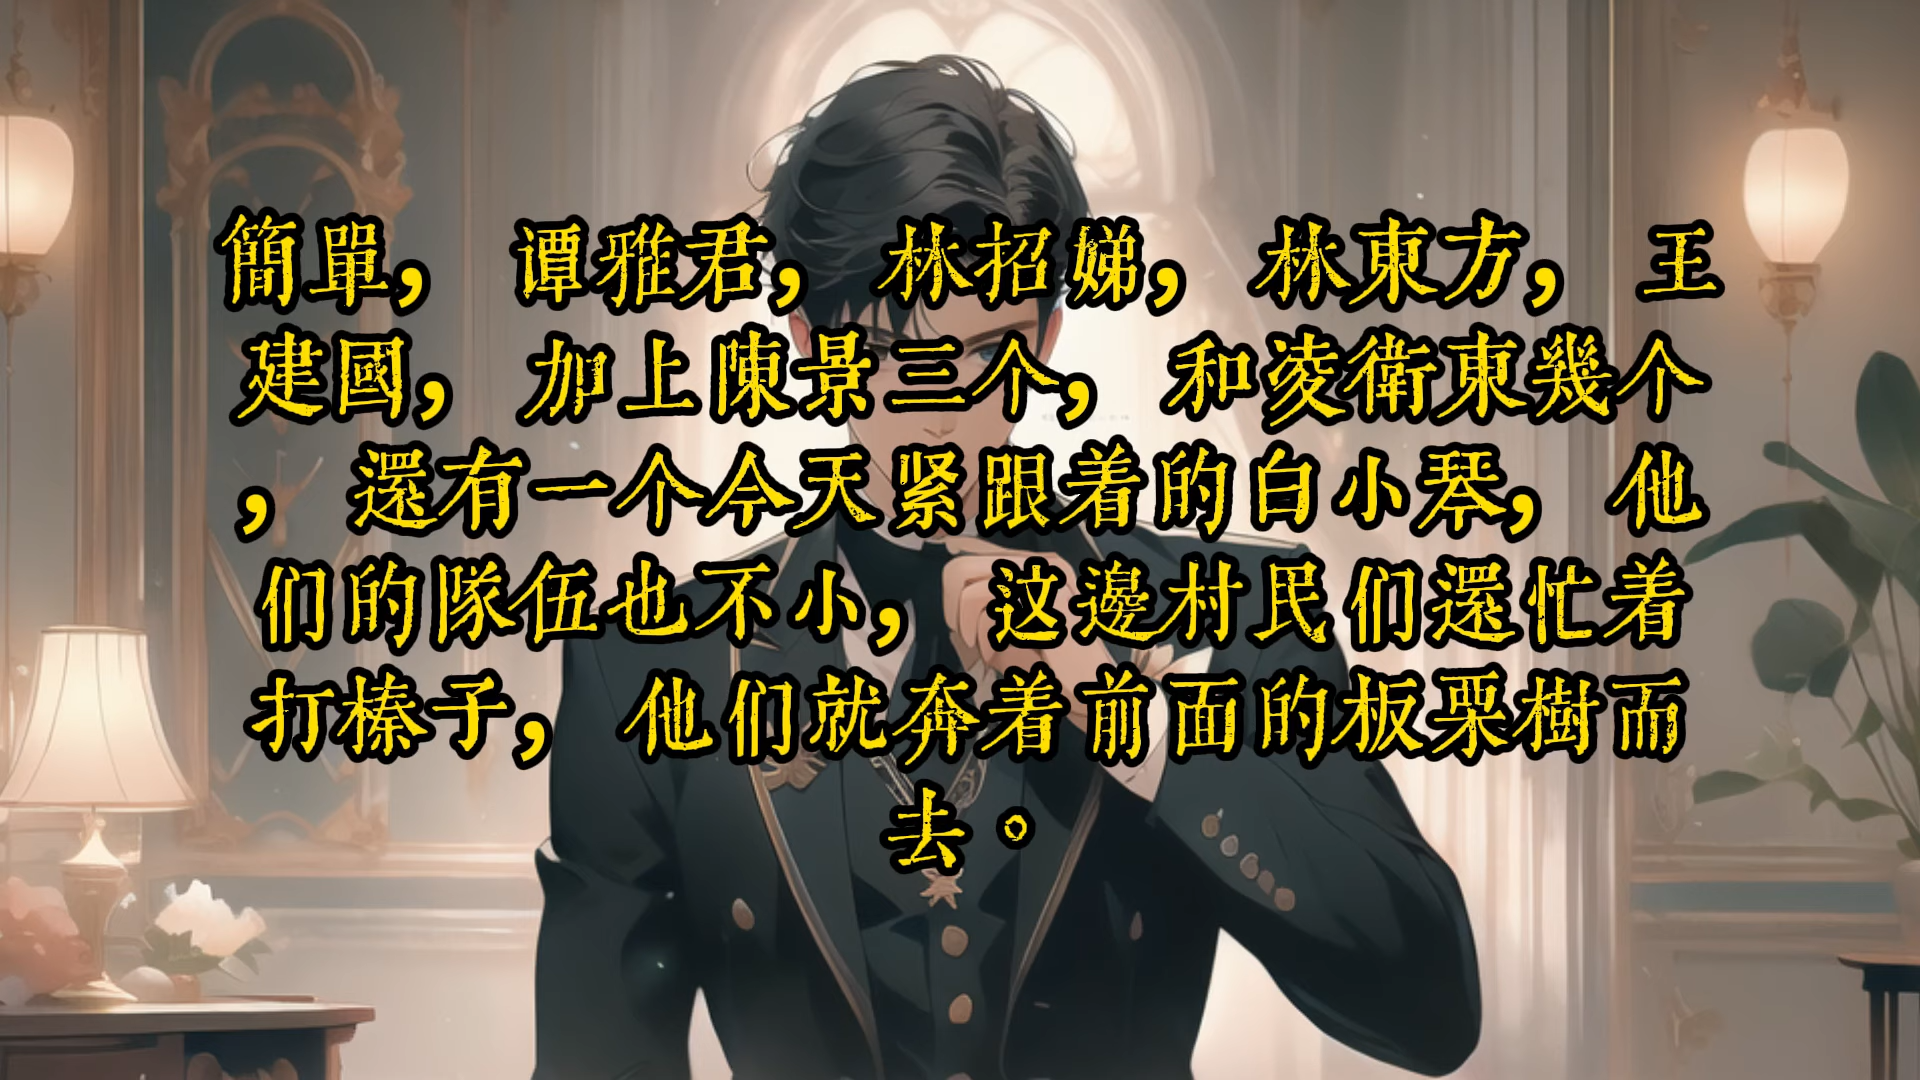 簡單， 谭雅君， 林招娣， 林東方， 王
建國， 加上陳景三个， 和凌衛東幾个
， 還有一个今天紧跟着的白小琴， 他
们的隊伍也不小， 这邊村民们還忙着
打榛子， 他们就奔着前面的板栗樹而
去。